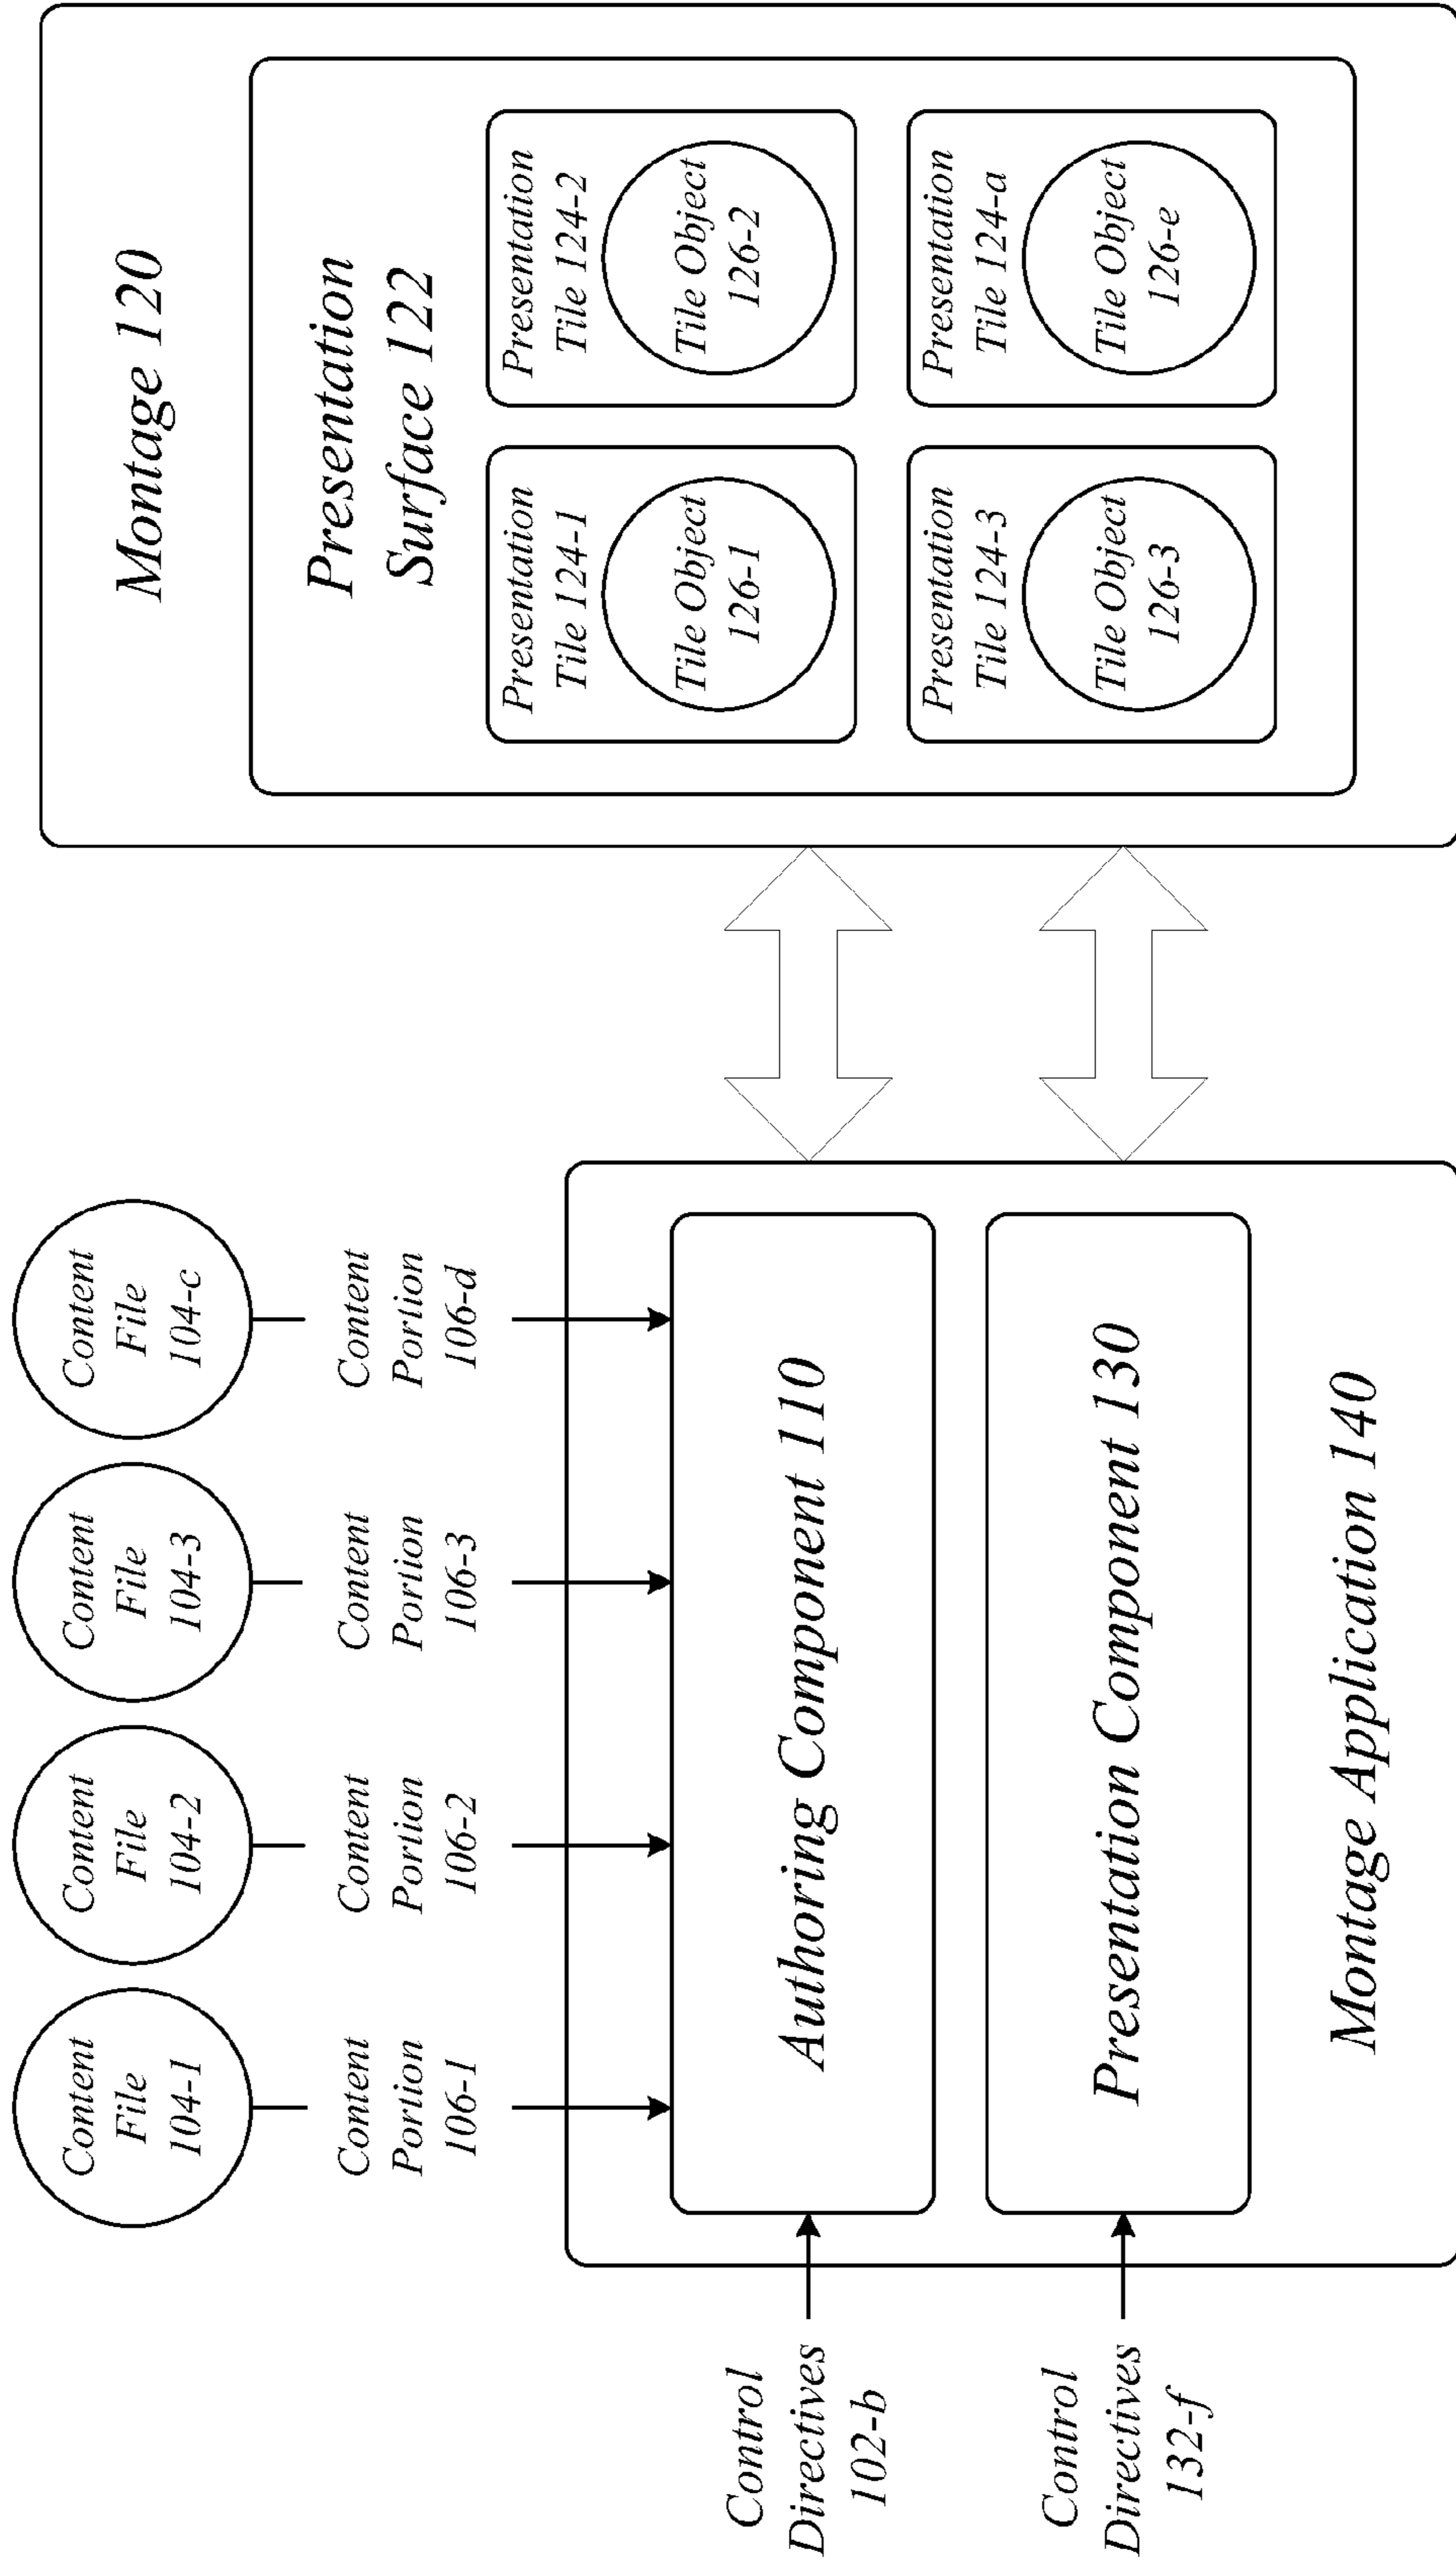 Content
File
104-1
Content
File
104-2
Content
File
104-3
Content
File
104-c
Content
Portion
106-1
Content
Portion
106-2
Content
Portion
106-3
Content
Portion
106-d
Control
Directives
102-b
Authoring Component 110
Control
Directives
132-f
Presentation Component 130
Montage Application 140
Montage 120
Presentation
Surface 122
Presentation
Tile 124-1
Tile Object
126-1
Presentation
Tile 124-2
Tile Object
126-2
Presentation
Tile 124-3
Tile Object
126-3
Presentation
Tile 124-a
Tile Object
126-e